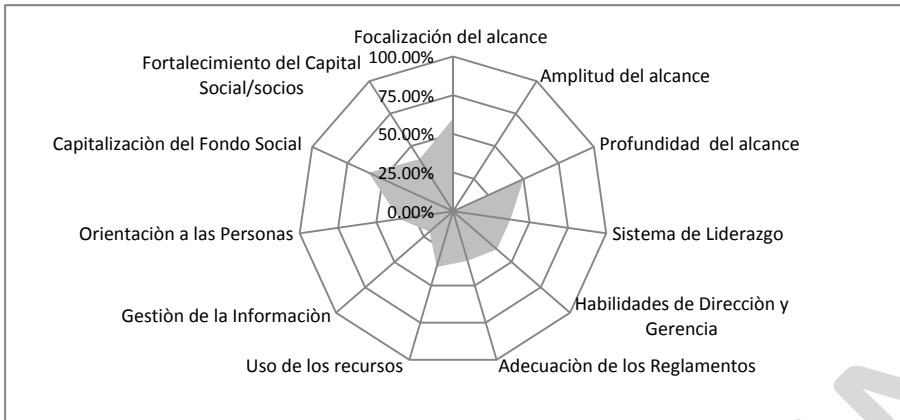 Focalización del alcance
100.00%
Fortalecimiento del Capital
Social/socios
Amplitud del alcance
75.00%
50.00%
Capitalizaciòn del Fondo Social
Profundidad  del alcance
25.00%
0.00%
Orientaciòn a las Personas
Sistema de Liderazgo
Gestiòn de la Informaciòn
Habilidades de Direcciòn y
Gerencia
Uso de los recursos
Adecuaciòn de los Reglamentos